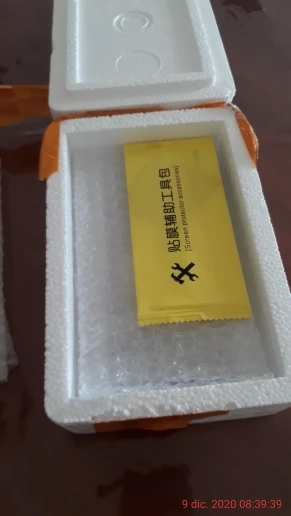 贴膜辅助工具包
(Screen protector accessories)
9 dic. 2020 08:39:39